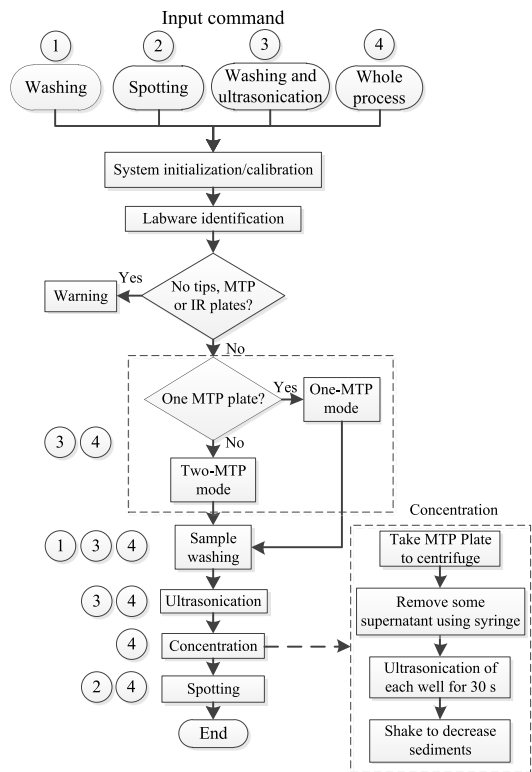 Input command
1
2
3
4
Washing
Spotting
Washing and
ultrasonication
Whole
process
System initialization/calibration
Labware identification
No tips, MTP
or IR plates?
Yes
Warning
No
One MTP plate?
Yes
One-MTP
mode
No
Two-MTP
mode
3 4
1 3 4
Sample
washing
3 4
Ultrasonication
4
Concentration
2 4
Spotting
End
Concentration
Take MTP Plate
to centrifuge
Remove some
supernatant using syringe
Ultrasonication of
each well for 30 s
Shake to decrease
sediments